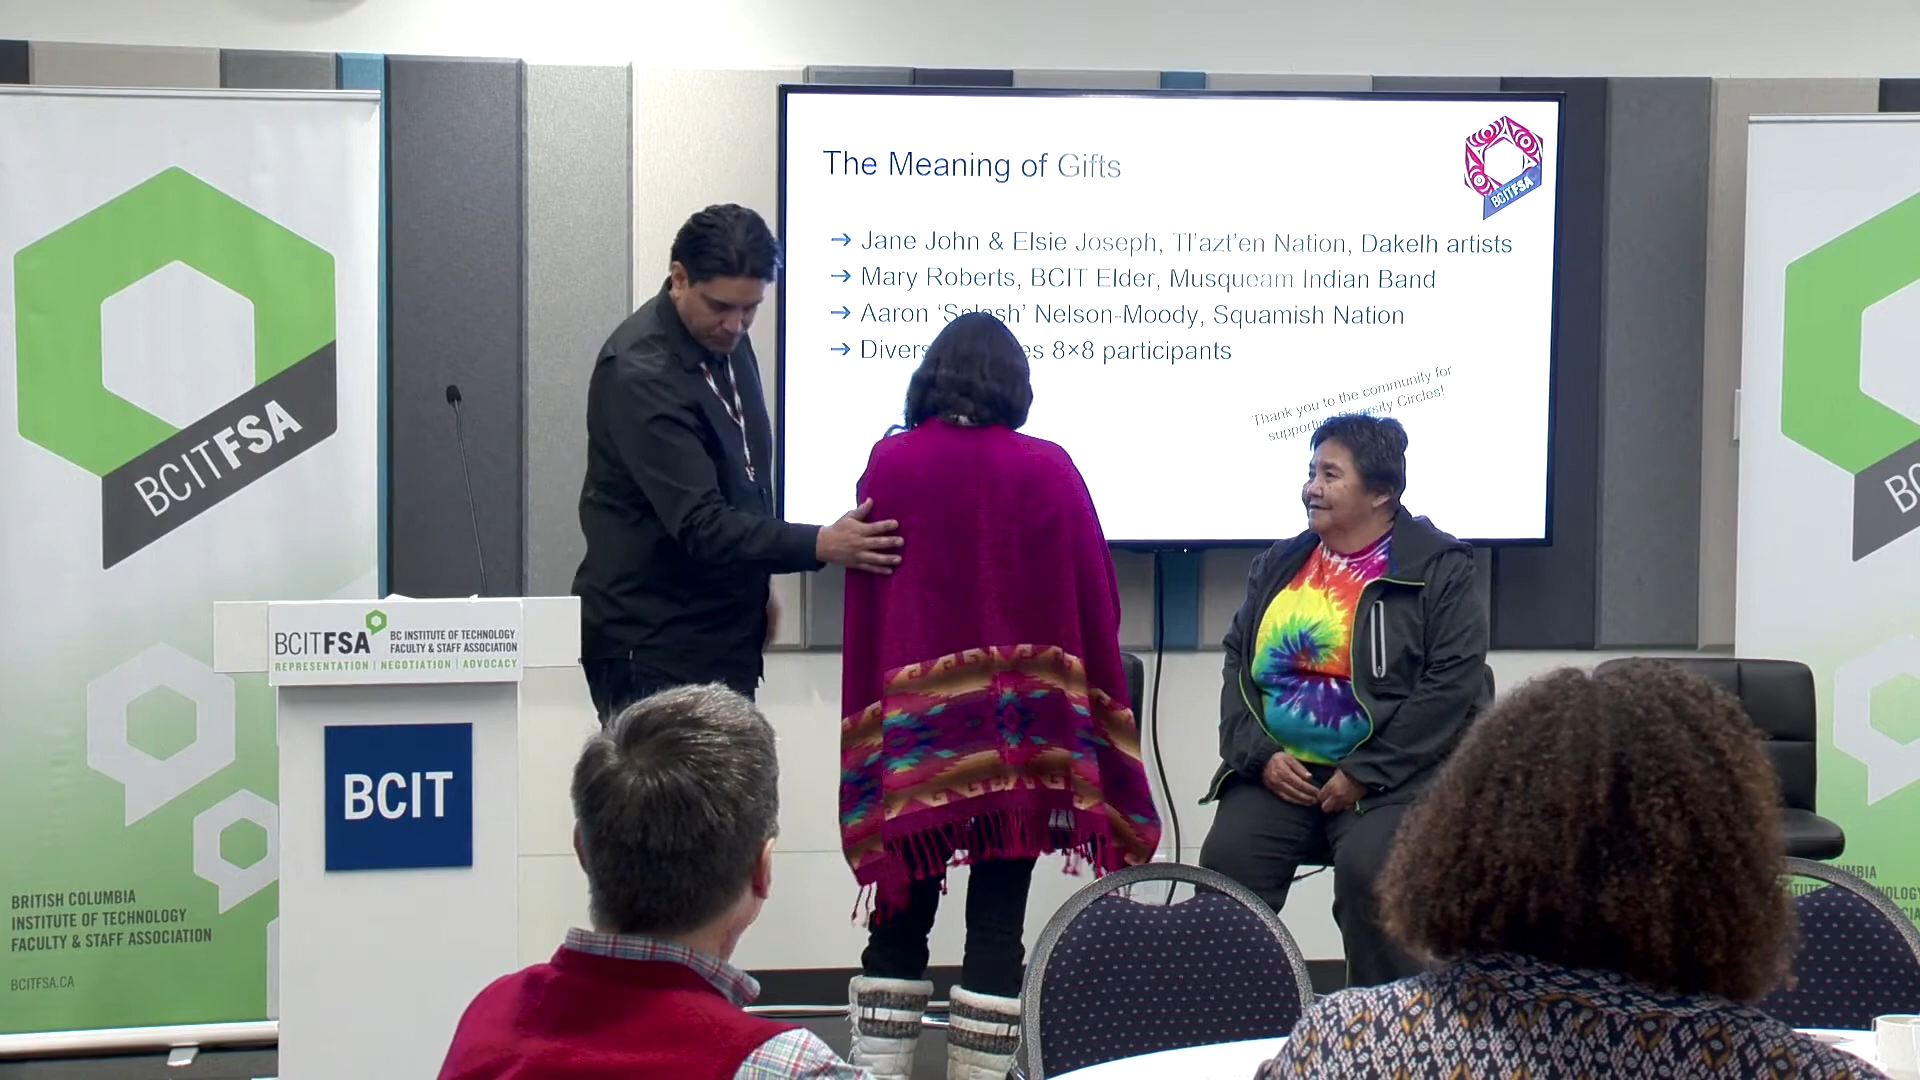 The Meaning of Gifts
BCITFSA
→ Jane John & Elsie Joseph, Tl'azt'en Nation, Dakelh artists
→ Mary Roberts, BCIT Elder, Musqueam Indian Band
→ Aaron ‘Splash’ Nelson-Moody, Squamish Nation
→ 8×8 participants
Thank you to the community for
Diversity Circles!
BCITFSA
BCITFSA
BC INSTITUTE OF TECHNOLOGY
FACULTY & STAFF ASSOCIATION
REPRESENTATION | NEGOTIATION | ADVOCACY
BCIT
BRITISH COLUMBIA
INSTITUTE OF TECHNOLOGY
FACULTY & STAFF ASSOCIATION
BCITFSA.CA